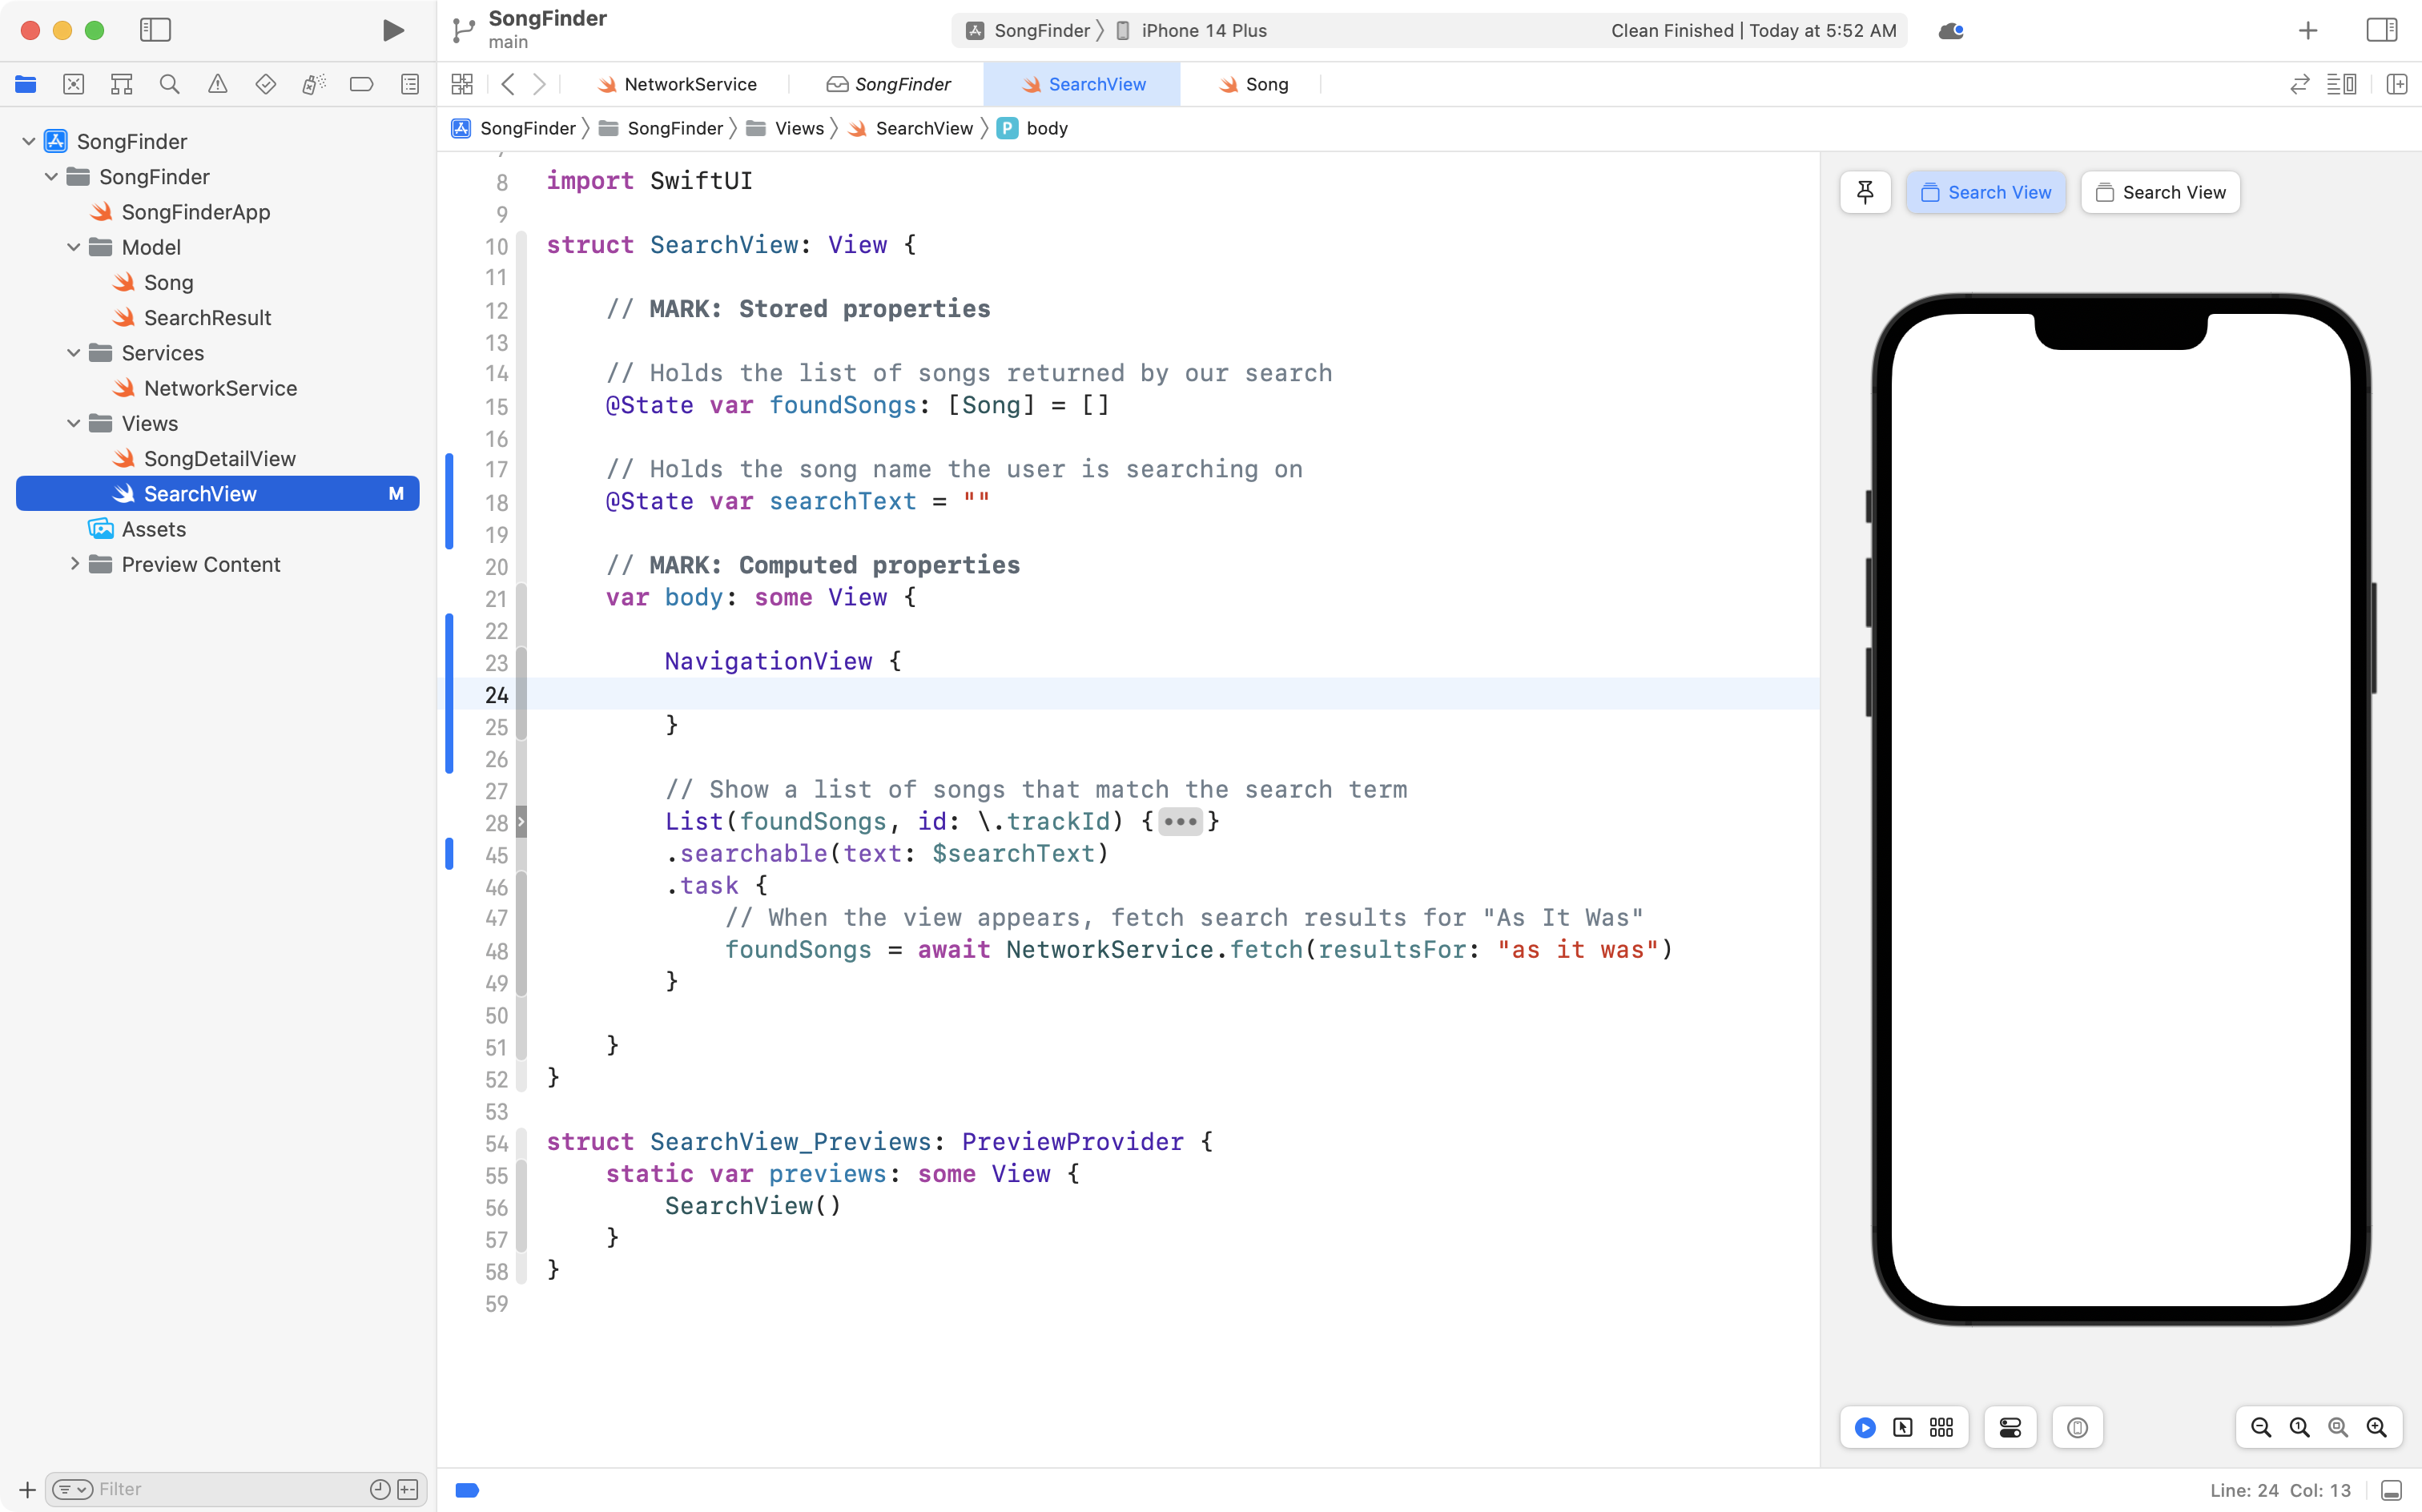 SongFinder
main
SongFinder
iPhone 14 Plus
Clean Finished | Today at 5:52 AM
NetworkService
SongFinder
SearchView
Song
SongFinder
SongFinder
Views
SearchView
P
body
SongFinder
SongFinder
SongFinderApp
Model
Song
SearchResult
Services
NetworkService
Views
SongDetailView
SearchView M
Assets
Preview Content
Filter
8 import SwiftUI
9
10 struct SearchView: View {
11
12     // MARK: Stored properties
13
14     // Holds the list of songs returned by our search
15     @State var foundSongs: [Song] = []
16
17     // Holds the song name the user is searching on
18     @State var searchText = ""
19
20     // MARK: Computed properties
21     var body: some View {
22
23         NavigationView {
24
25         }
26
27         // Show a list of songs that match the search term
28         List(foundSongs, id: \.trackId) {•••}
45         .searchable(text: $searchText)
46         .task {
47             // When the view appears, fetch search results for "As It Was"
48             foundSongs = await NetworkService.fetch(resultsFor: "as it was")
49         }
50
51     }
52 }
53
54 struct SearchView_Previews: PreviewProvider {
55     static var previews: some View {
56         SearchView()
57     }
58 }
59
Search View
Search View
Line: 24 Col: 13